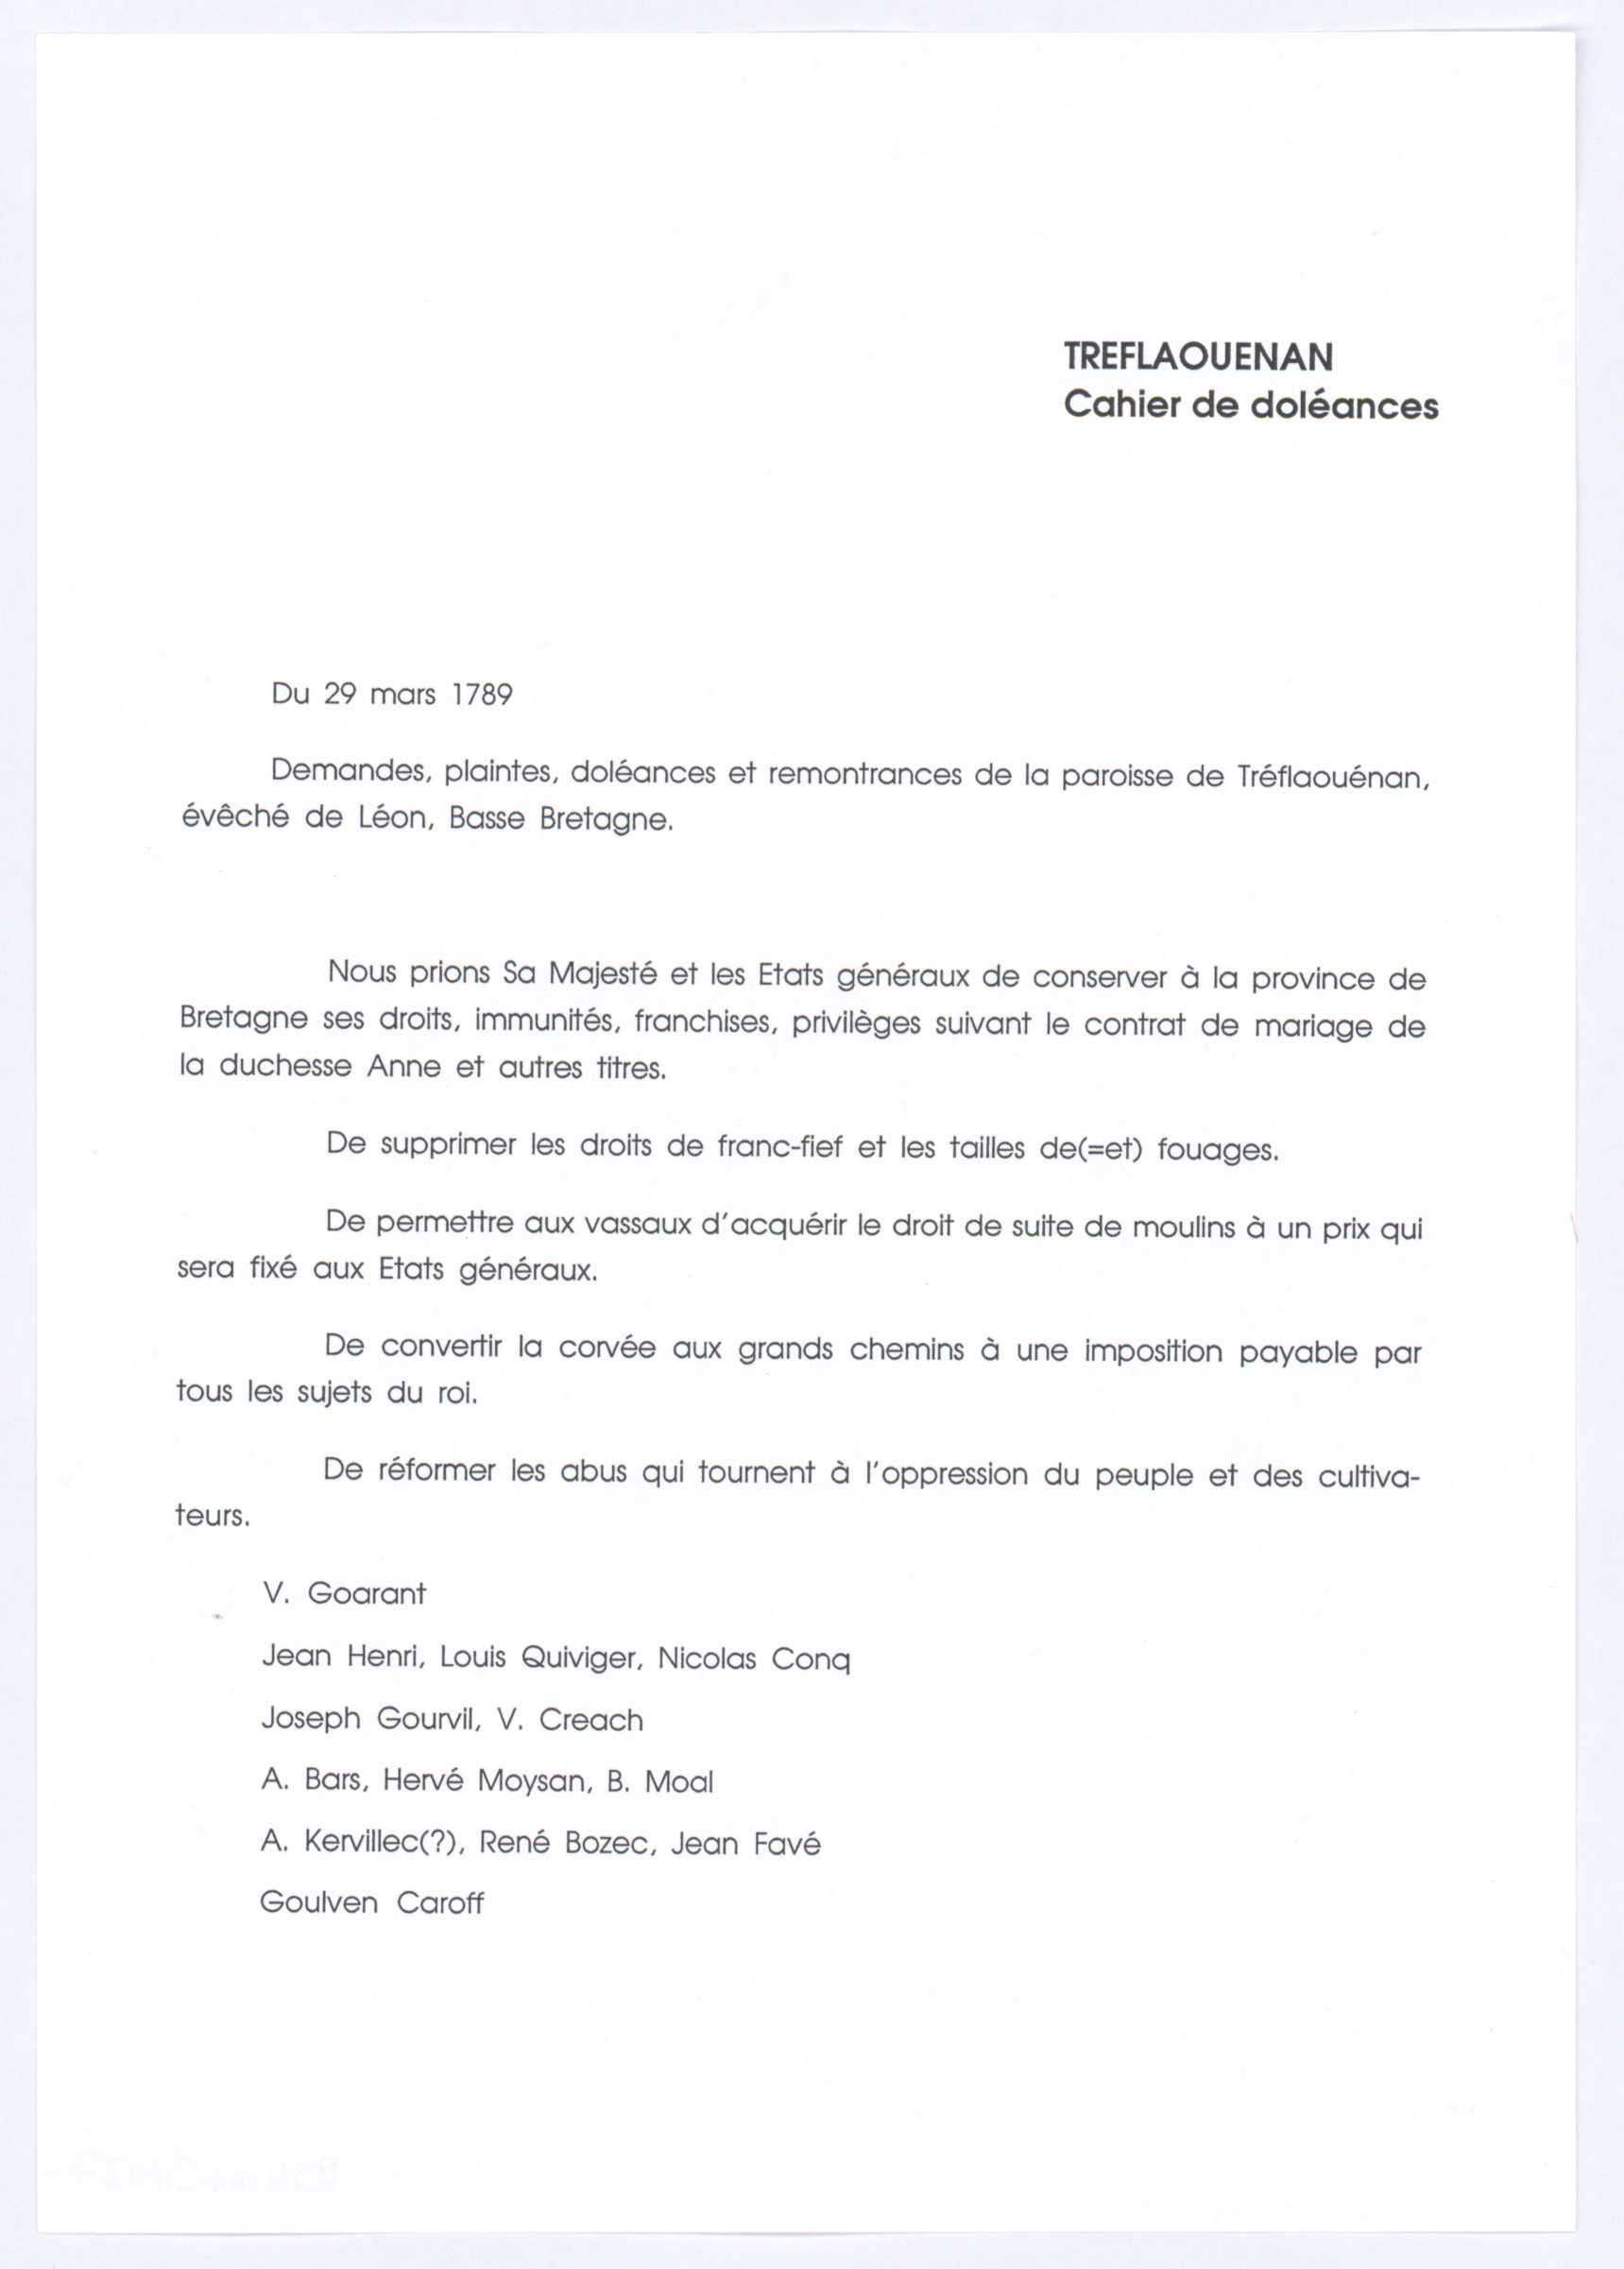 TREFLAOUENAN
Cahier de doléances
Du 29 mars 1789
Demandes, plaintes, doléances et remontrances de la paroisse de Tréflaouénan,
évêché de Léon, Basse Bretagne.
Nous prions Sa Majesté et les Etats généraux de conserver à la province de
Bretagne ses droits, immunités, franchises, privilèges suivant le contrat de mariage de
la duchesse Anne et autres titres.
De supprimer les droits de franc-fief et les tailles de(=et) fouages.
De permettre aux vassaux d'acquérir le droit de suite de moulins à un prix qui
sera fixé aux Etats généraux.
De convertir la corvée aux grands chemins à une imposition payable par
tous les sujets du roi.
De réformer les abus qui tournent à l'oppression du peuple et des cultiva-
teurs.
V. Goarant
Jean Henri, Louis Quiviger, Nicolas Conq
Joseph Gourvil, V. Creach
A. Bars, Hervé Moysan, B. Moal
A. Kervillec(?), René Bozec, Jean Favé
Goulven Caroff